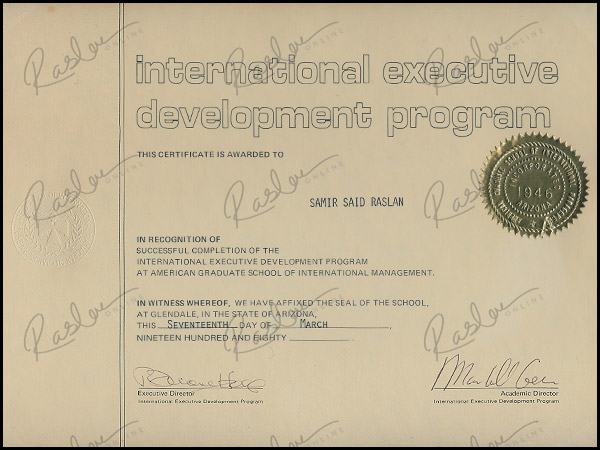 international executive
development program
THIS CERTIFICATE IS AWARDED TO
SAMIR SAID RASLAN
IN RECOGNITION OF
SUCCESSFUL COMPLETION OF THE
INTERNATIONAL EXECUTIVE DEVELOPMENT PROGRAM
AT AMERICAN GRADUATE SCHOOL OF INTERNATIONAL MANAGEMENT.
IN WITNESS WHEREOF, WE HAVE AFFIXED THE SEAL OF THE SCHOOL,
AT GLENDALE, IN THE STATE OF ARIZONA,
THIS SEVENTEENTH DAY OF March,
NINETEEN HUNDRED AND EIGHTY.
Executive Director
International Executive Development Program
Academic Director
International Executive Development Program
1946
ARIZONA
Raslan
ONLINE